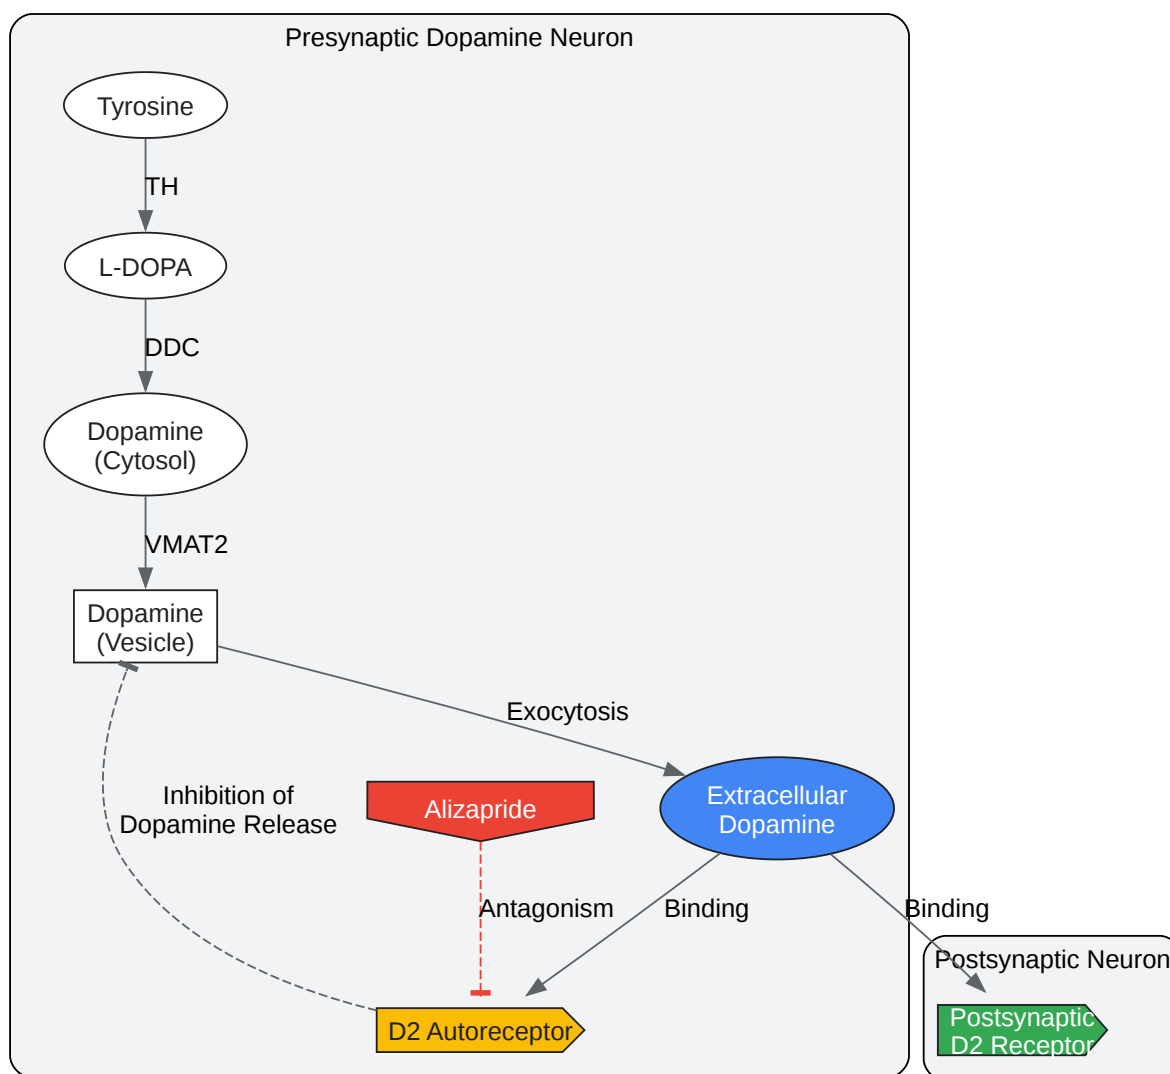 Presynaptic Dopamine Neuron
Tyrosine
TH
L-DOPA
DDC
Dopamine
(Cytosol)
VMAT2
Dopamine
(Vesicle)
Exocytosis
Inhibition of
Dopamine Release
Alizapride
Extracellular
Dopamine
Antagonism
Binding
Binding
Postsynaptic Neuron
D2 Autoreceptor
Postsynaptic
D2 Receptor